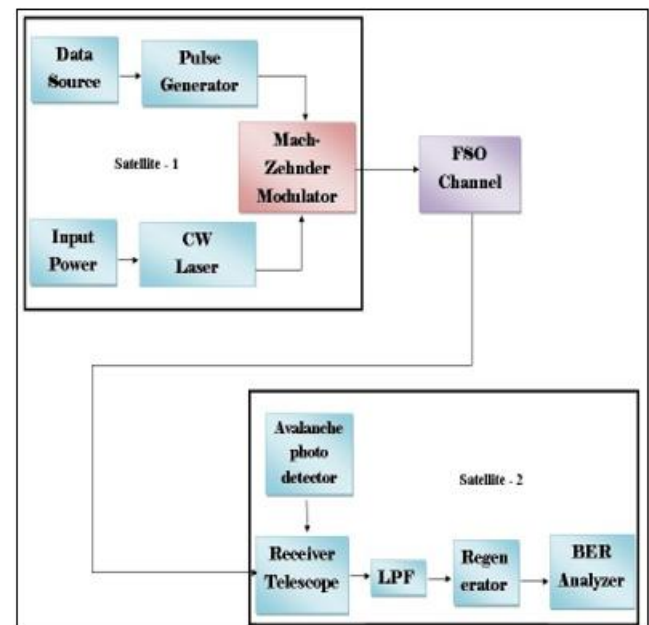 Data
Source
Pulse
Generator
Mach-
Zehnder
Modulator
FSO
Channel
Satellite - 1
Input
Power
CW
Laser
Avalanche
photo
detector
Satellite - 2
Receiver
Telescope
LPF
Regen
erator
BER
Analyzer